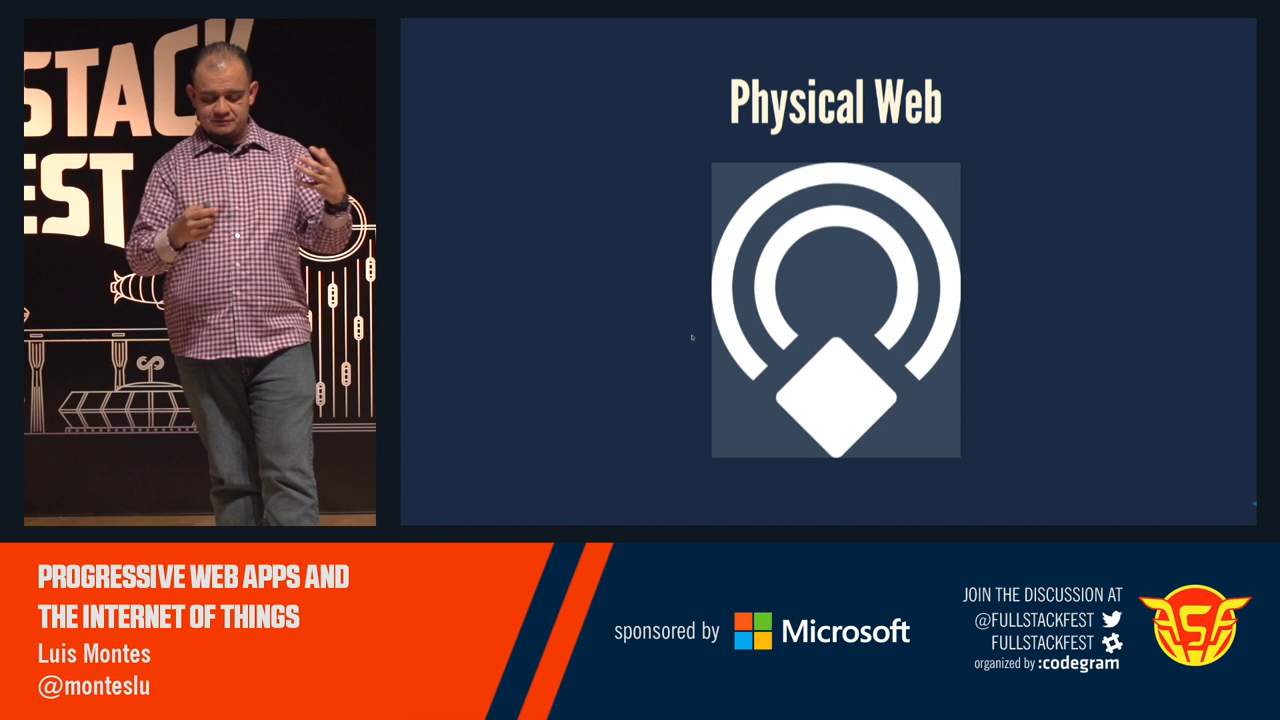 STACK
EST
Physical Web
PROGRESSIVE WEB APPS AND
THE INTERNET OF THINGS
Luis Montes
@monteslu
sponsored by Microsoft
JOIN THE DISCUSSION AT
@FULLSTACKFEST
FULLSTACKFEST
organized by :codegram
FSF